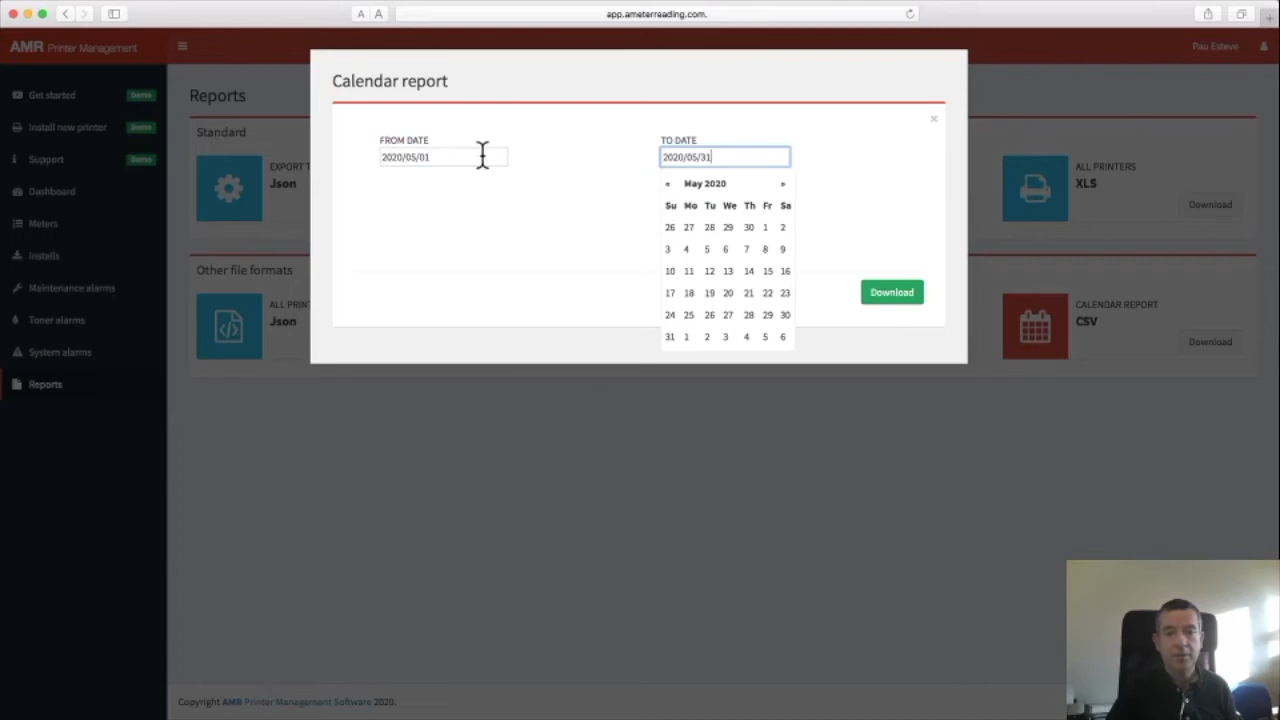 A A
app.ameterreading.com.
AMR Printer Management
Pau Esteve
Get started Demo
Install new printer Demo
Support Demo
Dashboard
Meters
Installs
Maintenance alarms
Toner alarms
System alarms
Reports
Reports
Standard
EXPORT T
Json
ALL PRINTERS
XLS
Download
Other file formats
ALL PRIN
Json
CALENDAR REPORT
CSV
Download
Calendar report
×
FROM DATE
2020/05/01
TO DATE
2020/05/31
« May 2020 »
Su Mo Tu We Th Fr Sa
26 27 28 29 30 1 2
3 4 5 6 7 8 9
10 11 12 13 14 15 16
17 18 19 20 21 22 23
24 25 26 27 28 29 30
31 1 2 3 4 5 6
Download
Copyright AMR Printer Management Software 2020.